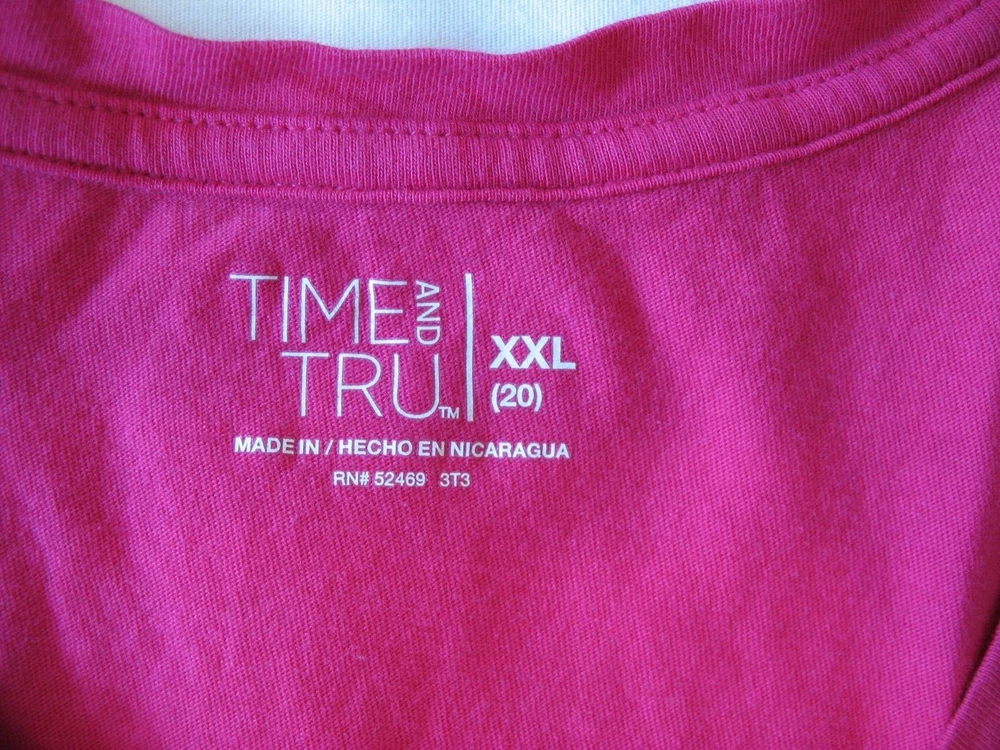 TIME AND
TRU™
XXL
(20)
MADE IN / HECHO EN NICARAGUA
RN# 52469 3T3